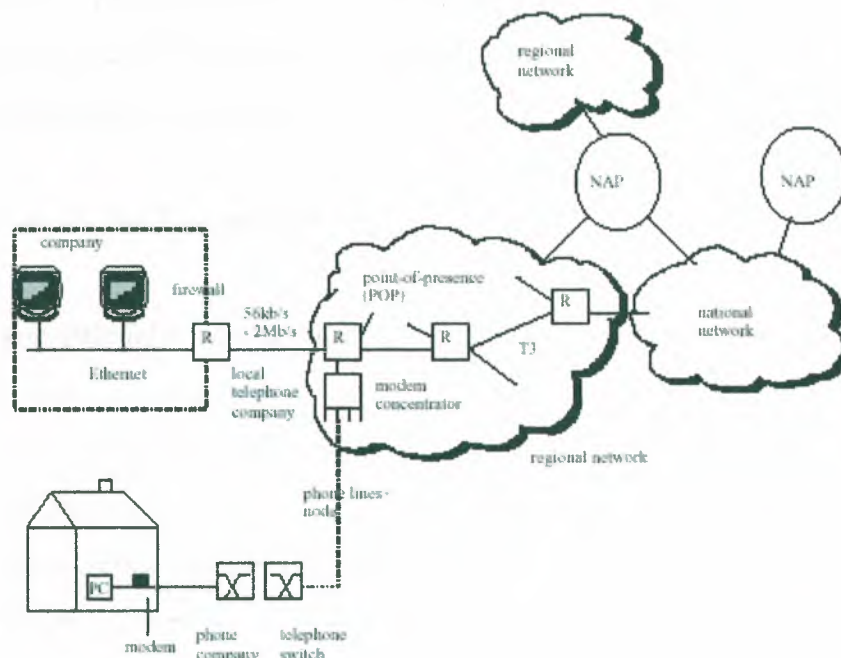 regional
network
NAP
NAP
company
firewall
56kb/s
- 2Mb/s
point-of-presence
(POP)
R
R
R
R
T3
national
network
Ethernet
local
telephone
company
modem
concentrator
regional network
phone lines-
node
PC
modem
phone
company
telephone
switch